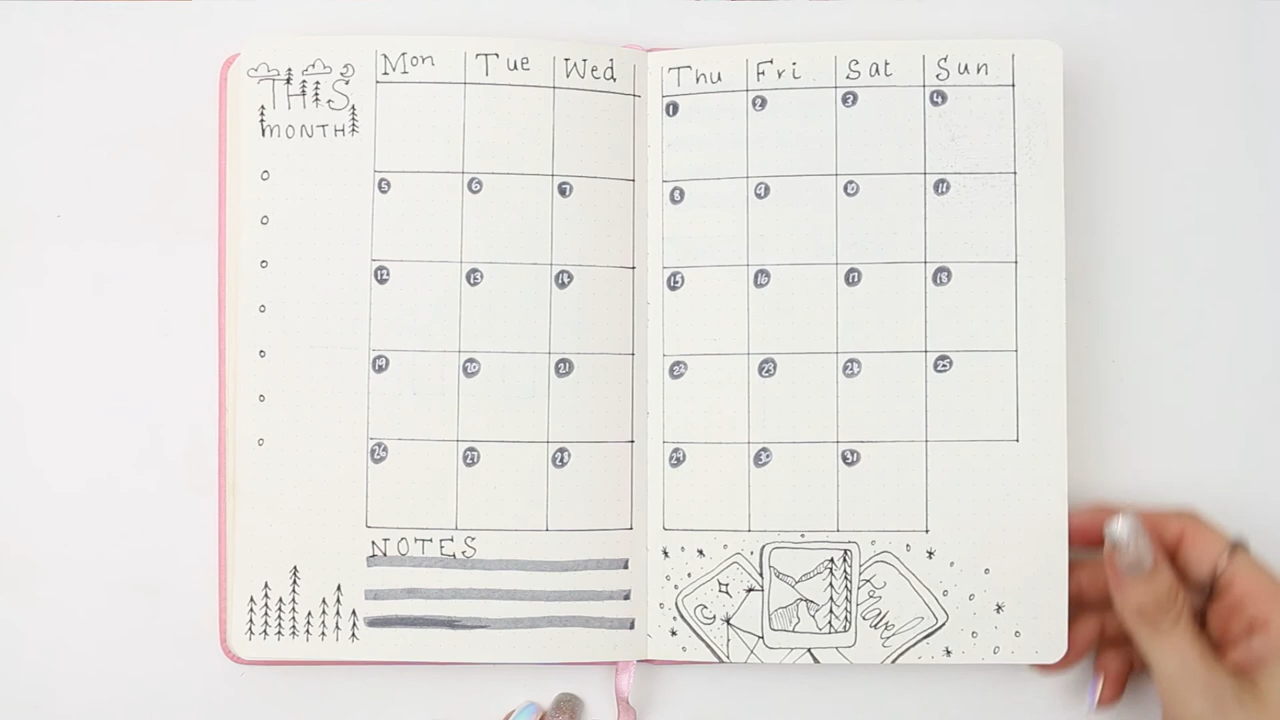 THIS
MONTH
Mon Tue Wed Thu Fri Sat Sun
1 2 3 4
5 6 7 8 9 10 11
12 13 14 15 16 17 18
19 20 21 22 23 24 25
26 27 28 29 30 31
NOTES
Travel